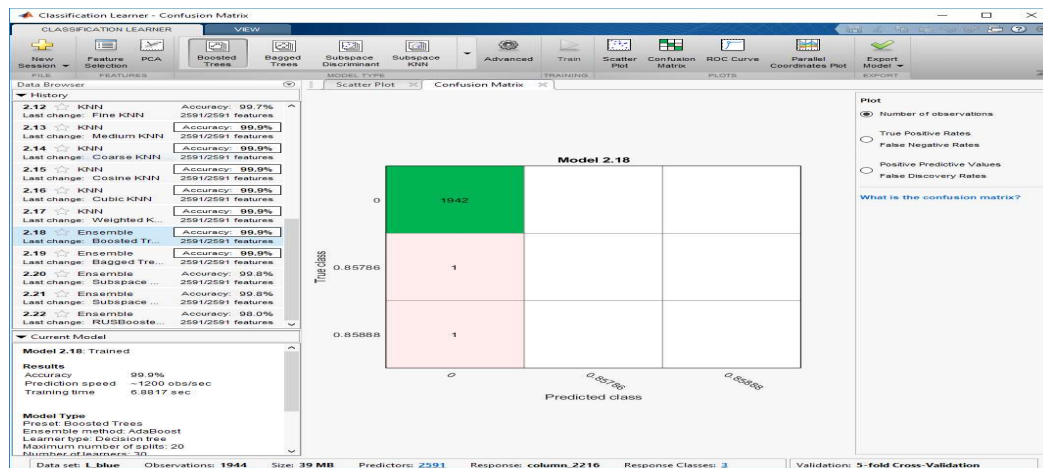 Classification Learner - Confusion Matrix
CLASSIFICATION LEARNER VIEW
New Session
Feature Selection
PCA
Boosted Trees
Bagged Trees
Subspace Discriminant
Subspace KNN
Advanced
Train
Scatter Plot
Confusion Matrix
ROC Curve
Parallel Coordinates Plot
Export Model
FILE FEATURES MODEL TYPE TRAINING PLOTS EXPORT
Data Browser
Scatter Plot Confusion Matrix
History
2.12 KNN Accuracy: 99.7%
Last change: Fine KNN 2591/2591 features
2.13 KNN Accuracy: 99.9%
Last change: Medium KNN 2591/2591 features
2.14 KNN Accuracy: 99.9%
Last change: Coarse KNN 2591/2591 features
2.15 KNN Accuracy: 99.9%
Last change: Cosine KNN 2591/2591 features
2.16 KNN Accuracy: 99.9%
Last change: Cubic KNN 2591/2591 features
2.17 KNN Accuracy: 99.9%
Last change: Weighted K... 2591/2591 features
2.18 Ensemble Accuracy: 99.9%
Last change: Boosted Tr... 2591/2591 features
2.19 Ensemble Accuracy: 99.9%
Last change: Bagged Tre... 2591/2591 features
2.20 Ensemble Accuracy: 99.8%
Last change: Subspace ... 2591/2591 features
2.21 Ensemble Accuracy: 99.8%
Last change: Subspace ... 2591/2591 features
2.22 Ensemble Accuracy: 98.0%
Last change: RUSBooste... 2591/2591 features
Current Model
Model 2.18: Trained
Results
Accuracy 99.9%
Prediction speed ~1200 obs/sec
Training time 6.8817 sec
Model Type
Preset: Boosted Trees
Ensemble method: AdaBoost
Learner type: Decision tree
Maximum number of splits: 20
Number of learners: 30
Model 2.18
True class
0 1942
0.85786 1
0.85888 1
0 0.85786 0.85888
Predicted class
Plot
Number of observations
True Positive Rates
False Negative Rates
Positive Predictive Values
False Discovery Rates
What is the confusion matrix?
Data set: L_blue Observations: 1944 Size: 39 MB Predictors: 2591 Response: column_2216 Response Classes: 3 Validation: 5-fold Cross-Validation